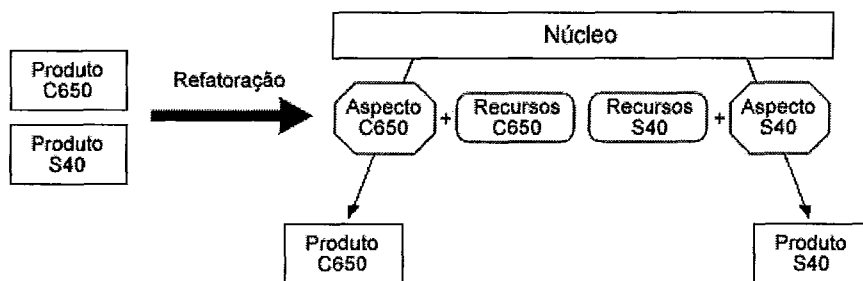 Núcleo
Produto
C650
Refatoração
Produto
S40
Aspecto
C650
+
Recursos
C650
Recursos
S40
+
Aspecto
S40
Produto
C650
Produto
S40